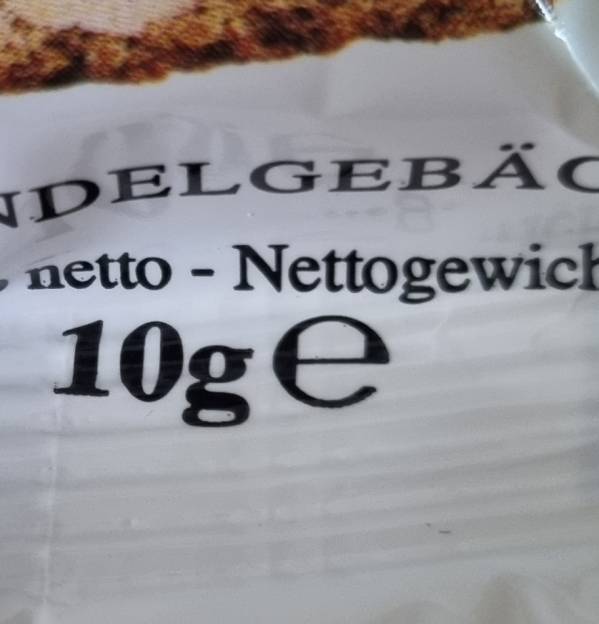 NDELGEBÄC
. netto - Nettogewich
10g e